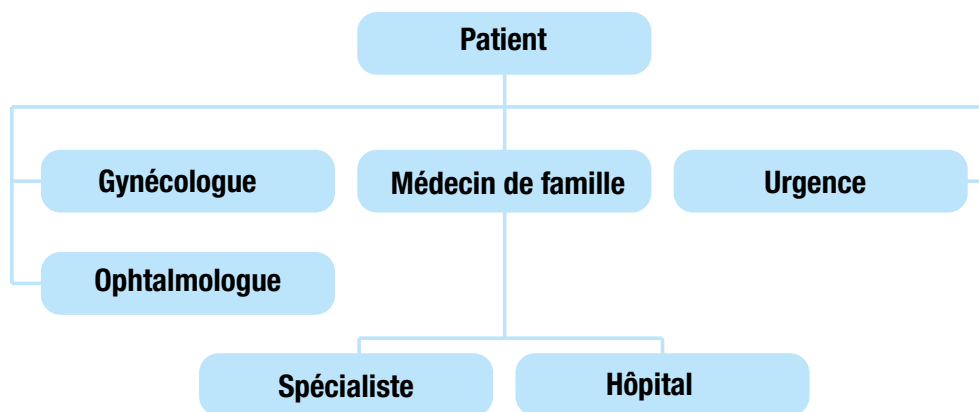 Patient
Gynécologue
Médecin de famille
Urgence
Ophtalmologue
Spécialiste
Hôpital